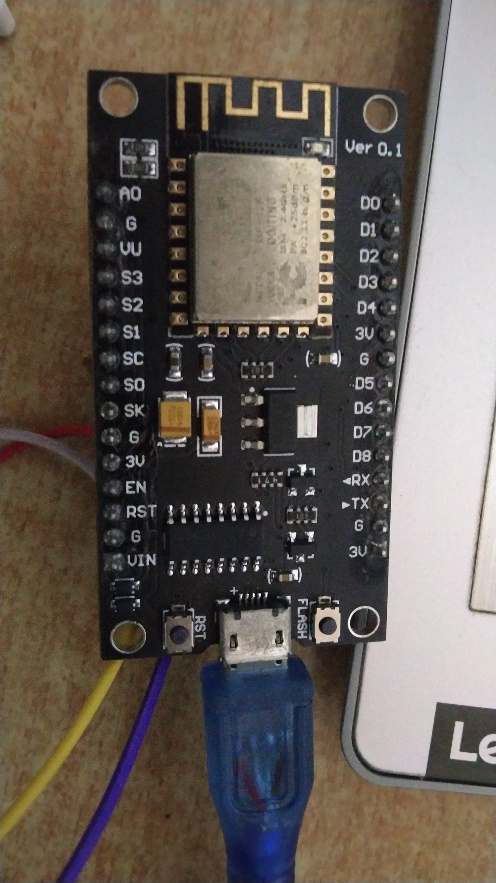 Ver 0.1
A0
G
VU
S3
S2
S1
SC
S0
SK
G
3V
EN
RST
G
VIN
D0
D1
D2
D3
D4
3V
G
D5
D6
D7
D8
◄RX
►TX
G
3V
RST
+
FLASH
Le